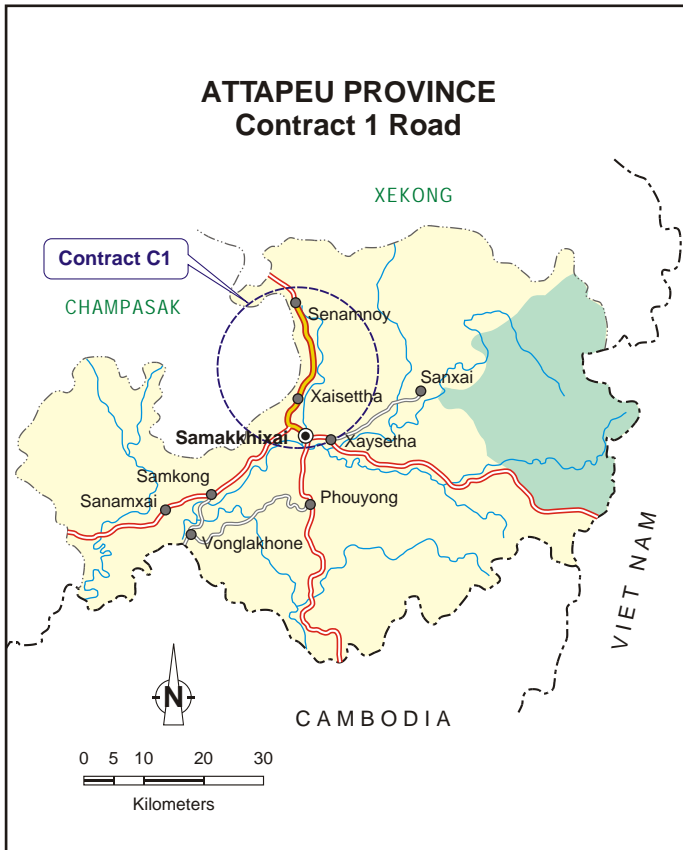 ATTAPEU PROVINCE
Contract 1 Road
XEKONG
Contract C1
CHAMPASAK
Senamnoy
Sanxai
Xaisettha
Samakkhixai
Xaysetha
Samkong
Sanamxai
Phouyong
Vonglakhone
VIET NAM
N
CAMBODIA
0 5 10 20 30
Kilometers